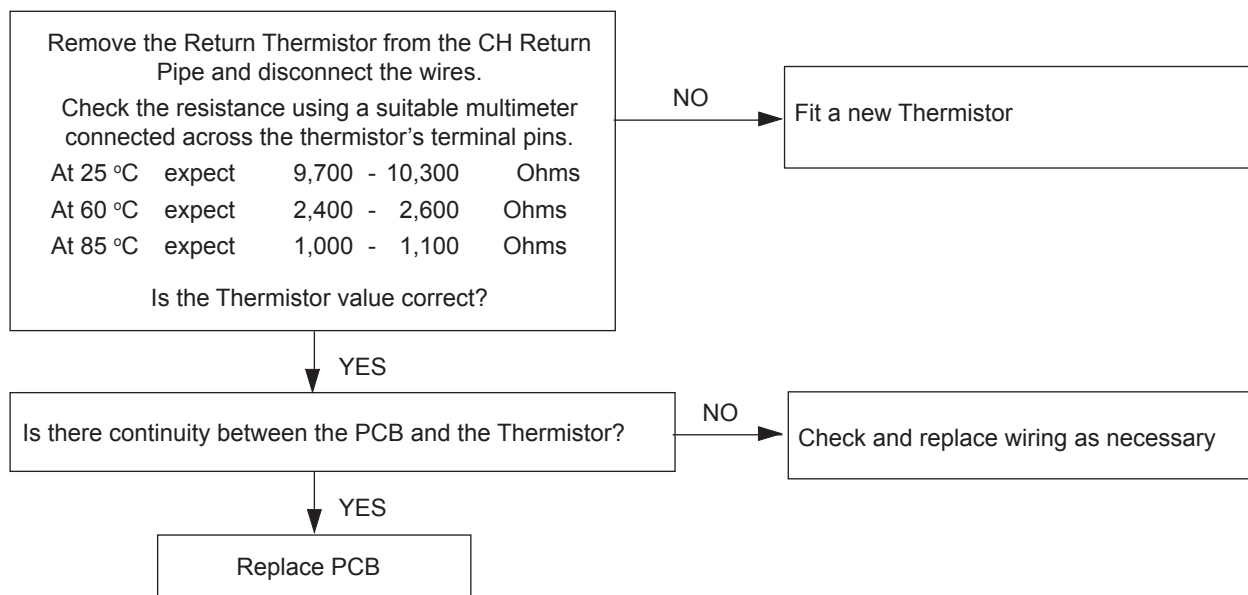 Remove the Return Thermistor from the CH Return
Pipe and disconnect the wires.
Check the resistance using a suitable multimeter
connected across the thermistor's terminal pins.
At 25 °C expect 9,700 - 10,300 Ohms
At 60 °C expect 2,400 - 2,600 Ohms
At 85 °C expect 1,000 - 1,100 Ohms
Is the Thermistor value correct?
NO
Fit a new Thermistor
YES
Is there continuity between the PCB and the Thermistor?
NO
Check and replace wiring as necessary
YES
Replace PCB